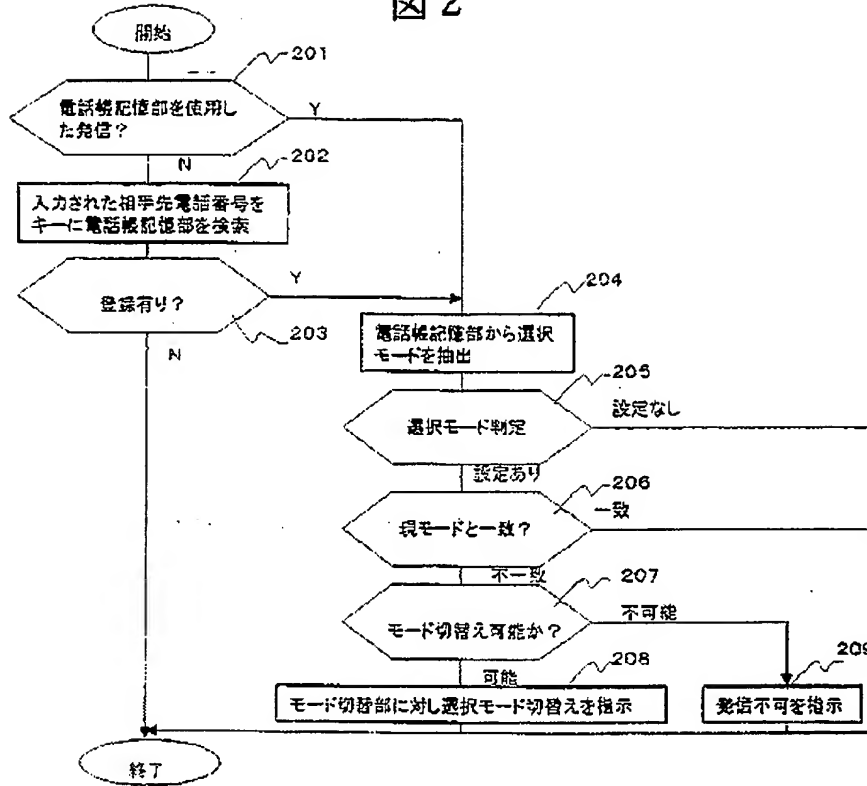 図2
開始
201
電話帳記憶部を使用し
た発信?
Y
N
202
入力された相手先電話番号を
キーに電話帳記憶部を検索
登録有り?
Y
203
N
204
電話帳記憶部から選択
モードを抽出
205
選択モード判定
設定なし
設定あり
206
現モードと一致?
一致
不一致
207
モード切替え可能か?
不可能
可能
208
モード切替部に対し選択モード切替えを指示
209
発信不可を指示
終了